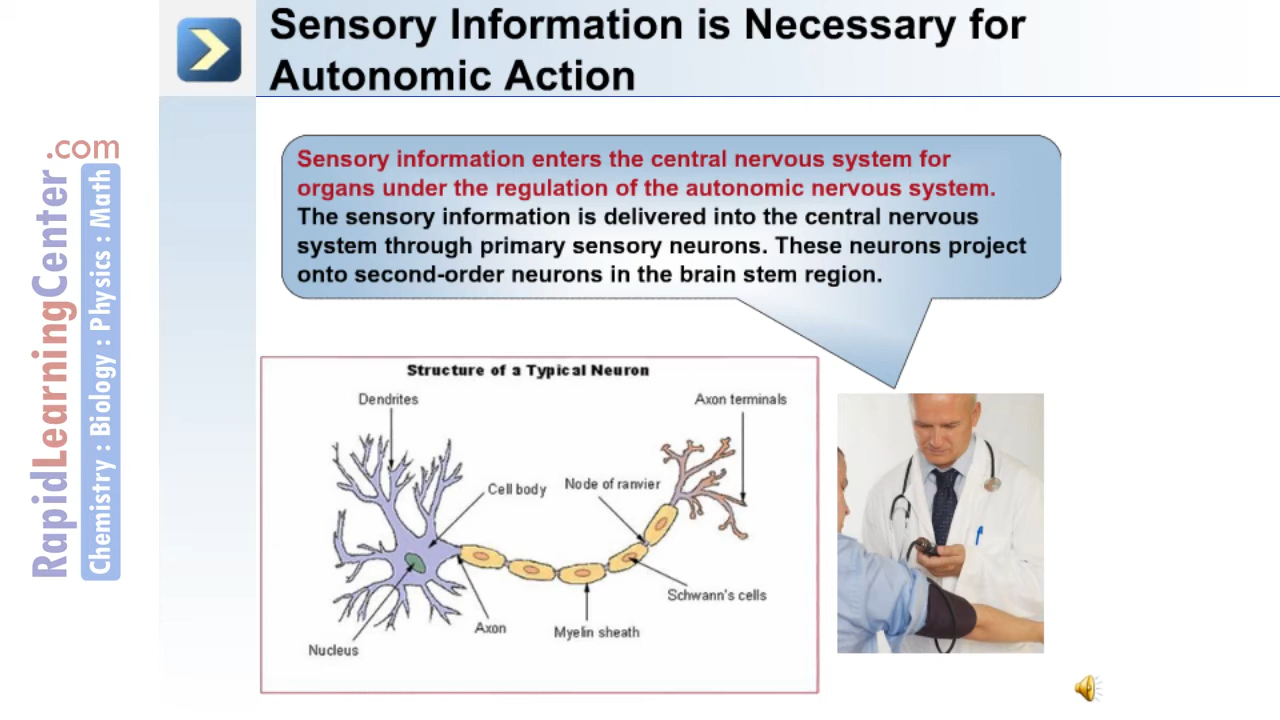 Sensory Information is Necessary for
Autonomic Action
RapidLearningCenter.com
Chemistry : Biology : Physics : Math
Sensory information enters the central nervous system for
organs under the regulation of the autonomic nervous system.
The sensory information is delivered into the central nervous
system through primary sensory neurons. These neurons project
onto second-order neurons in the brain stem region.
Structure of a Typical Neuron
Dendrites
Axon terminals
Cell body
Node of ranvier
Schwann's cells
Axon
Myelin sheath
Nucleus